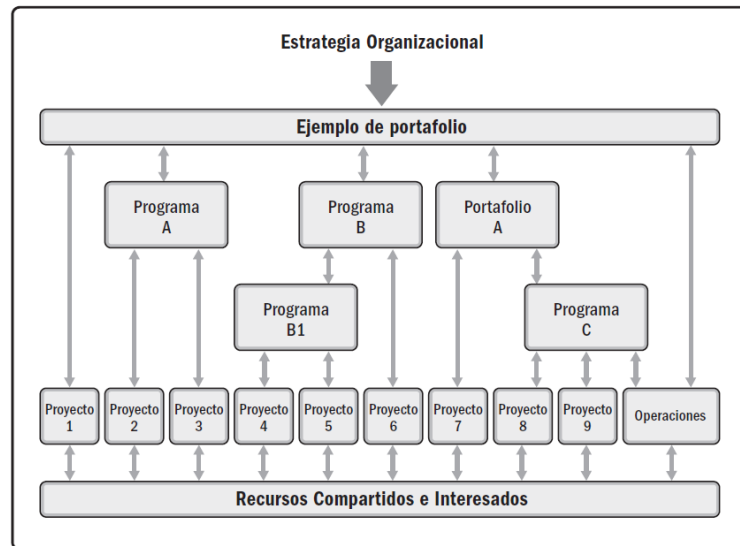 Estrategia Organizacional
Ejemplo de portafolio
Programa
A
Programa
B
Portafolio
A
Programa
B1
Programa
C
Proyecto
1
Proyecto
2
Proyecto
3
Proyecto
4
Proyecto
5
Proyecto
6
Proyecto
7
Proyecto
8
Proyecto
9
Operaciones
Recursos Compartidos e Interesados